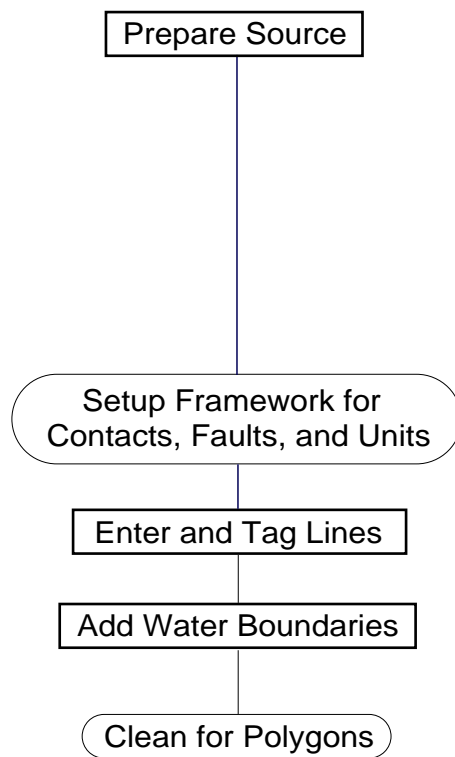 Prepare Source
Setup Framework for
Contacts, Faults, and Units
Enter and Tag Lines
Add Water Boundaries
Clean for Polygons